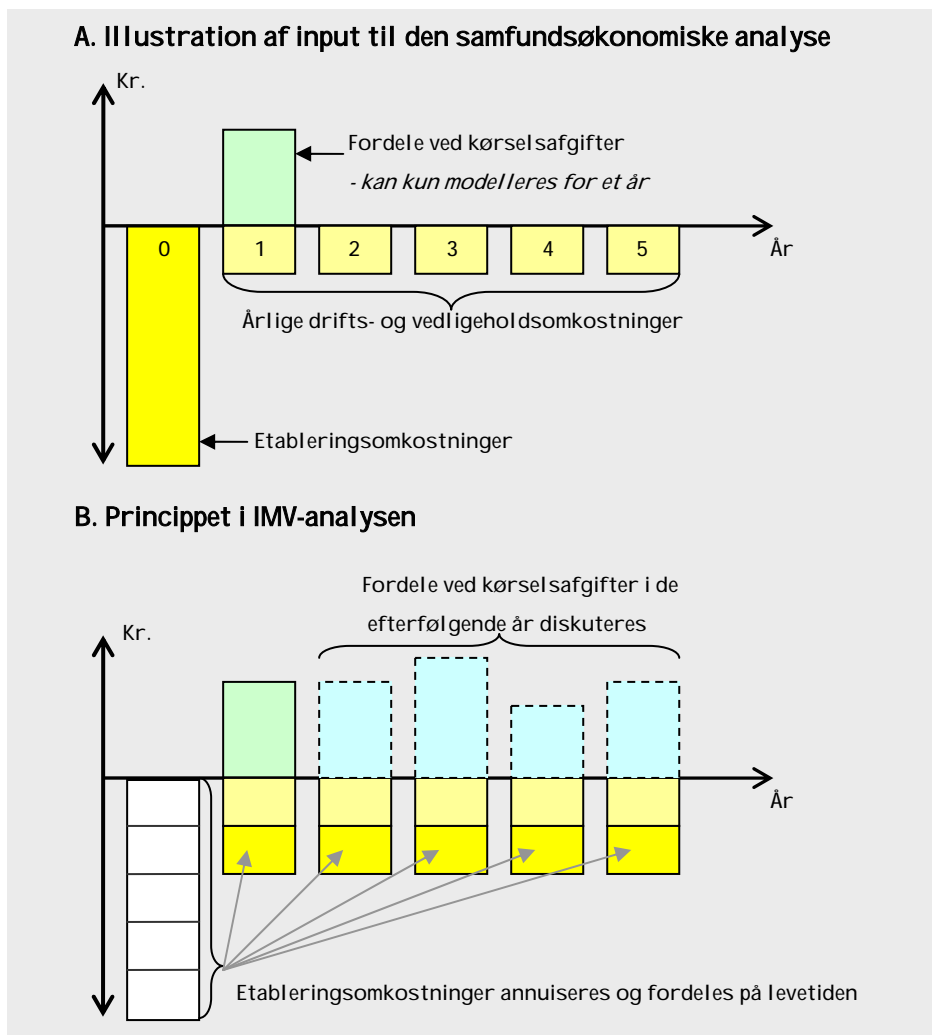 A. Illustration af input til den samfundsøkonomiske analyse
Kr.
Fordele ved kørselsafgifter
- kan kun modelleres for et år
0 1 2 3 4 5
År
Årlige drifts- og vedligeholdsomkostninger
Etableringsomkostninger
B. Princippet i IMV-analysen
Fordele ved kørselsafgifter i de
efterfølgende år diskuteres
Kr.
År
Etableringsomkostninger annuiseres og fordeles på levetiden